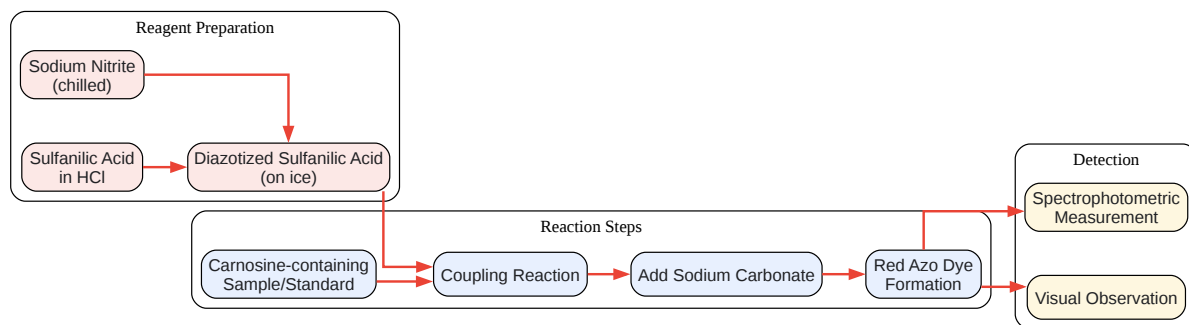 Reagent Preparation
Sodium Nitrite
(chilled)
Sulfanilic Acid
in HCl
Diazotized Sulfanilic Acid
(on ice)
Reaction Steps
Carnosine-containing
Sample/Standard
Coupling Reaction
Add Sodium Carbonate
Red Azo Dye
Formation
Detection
Spectrophotometric
Measurement
Visual Observation